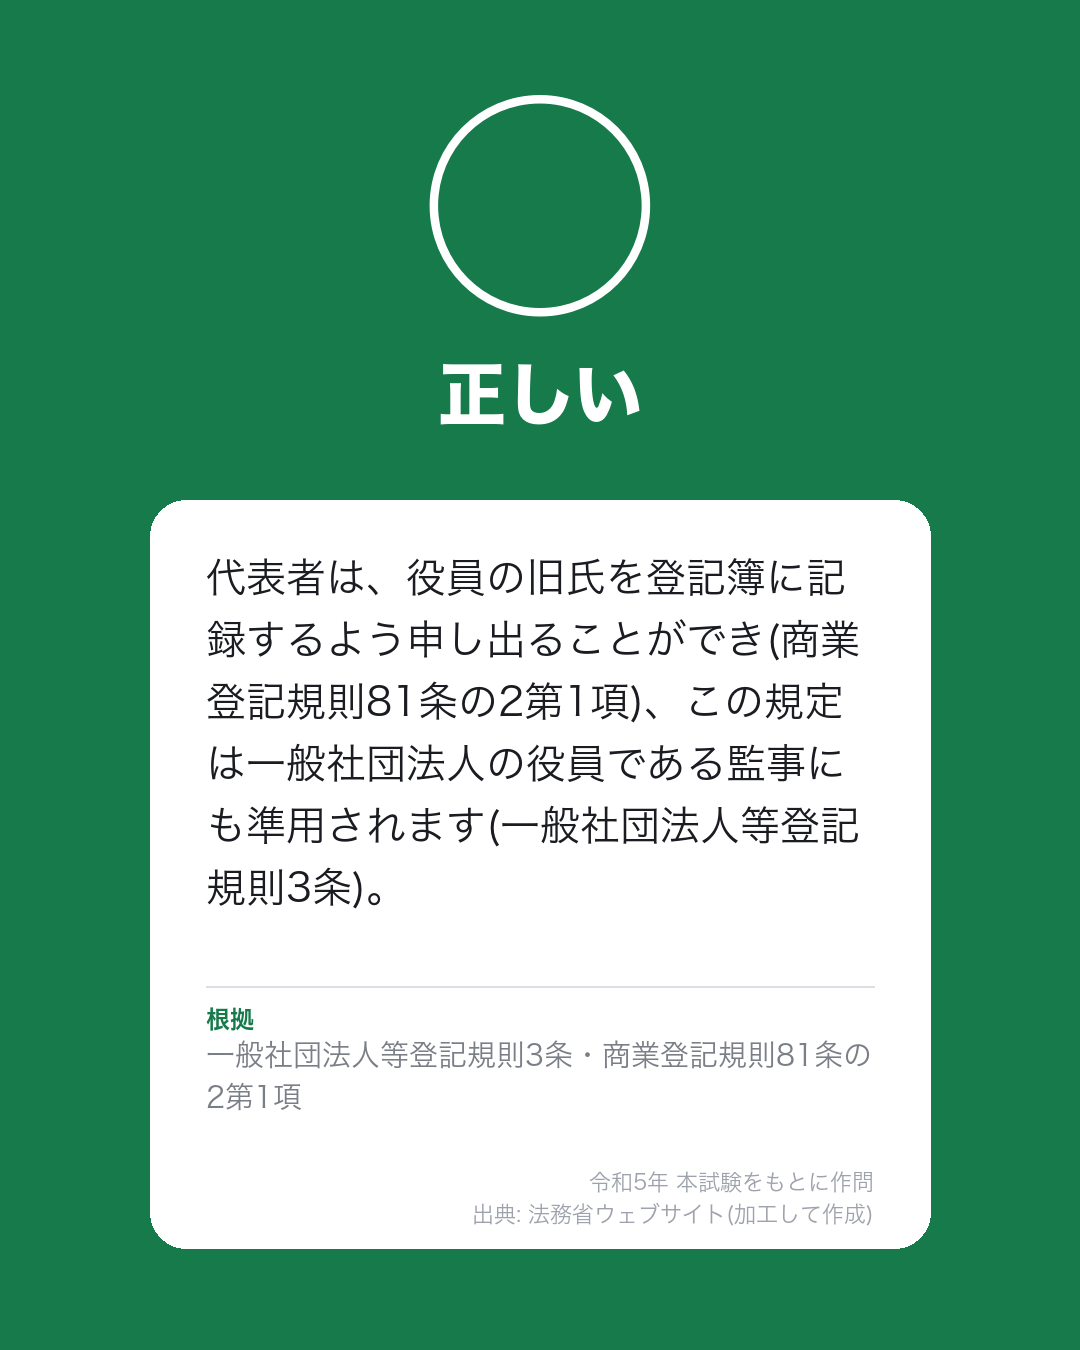 正しい
代表者は、役員の旧氏を登記簿に記
録するよう申し出ることができ(商業
登記規則81条の2第1項)、この規定
は一般社団法人の役員である監事に
も準用されます(一般社団法人等登記
規則3条)。
根拠
一般社団法人等登記規則3条・商業登記規則81条の
2第1項
令和5年 本試験をもとに作問
出典: 法務省ウェブサイト(加工して作成)